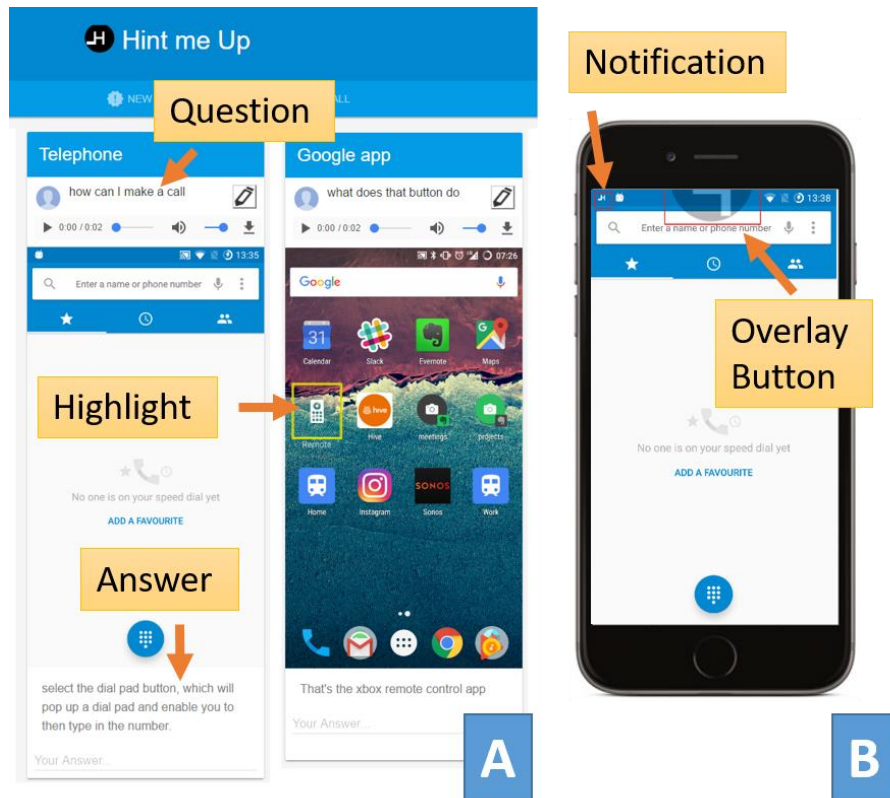 Hint me Up
NEW
ALL
Question
Telephone
how can I make a call
0:00 / 0:02
13:35
Enter a name or phone number
Highlight
No one is on your speed dial yet
ADD A FAVOURITE
Answer
select the dial pad button, which will
pop up a dial pad and enable you to
then type in the number.
Your Answer...
Google app
what does that button do
0:00 / 0:02
07:26
Google
31
Calendar
Slack
Evernote
G
Maps
Remote
hive
Hive
meetings
projects
Home
Instagram
SONOS
Sonos
Work
That's the xbox remote control app
Your Answer...
A
Notification
13:38
Enter a name or phone number
Overlay
Button
No one is on your speed dial yet
ADD A FAVOURITE
B